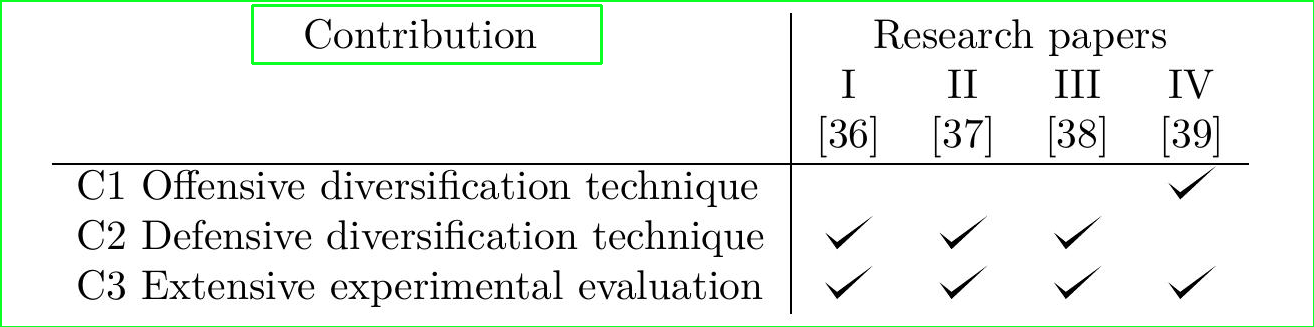 Contribution Research papers
I II III IV
[36] [37] [38] [39]
C1 Offensive diversification technique ✓
C2 Defensive diversification technique ✓ ✓ ✓
C3 Extensive experimental evaluation ✓ ✓ ✓ ✓